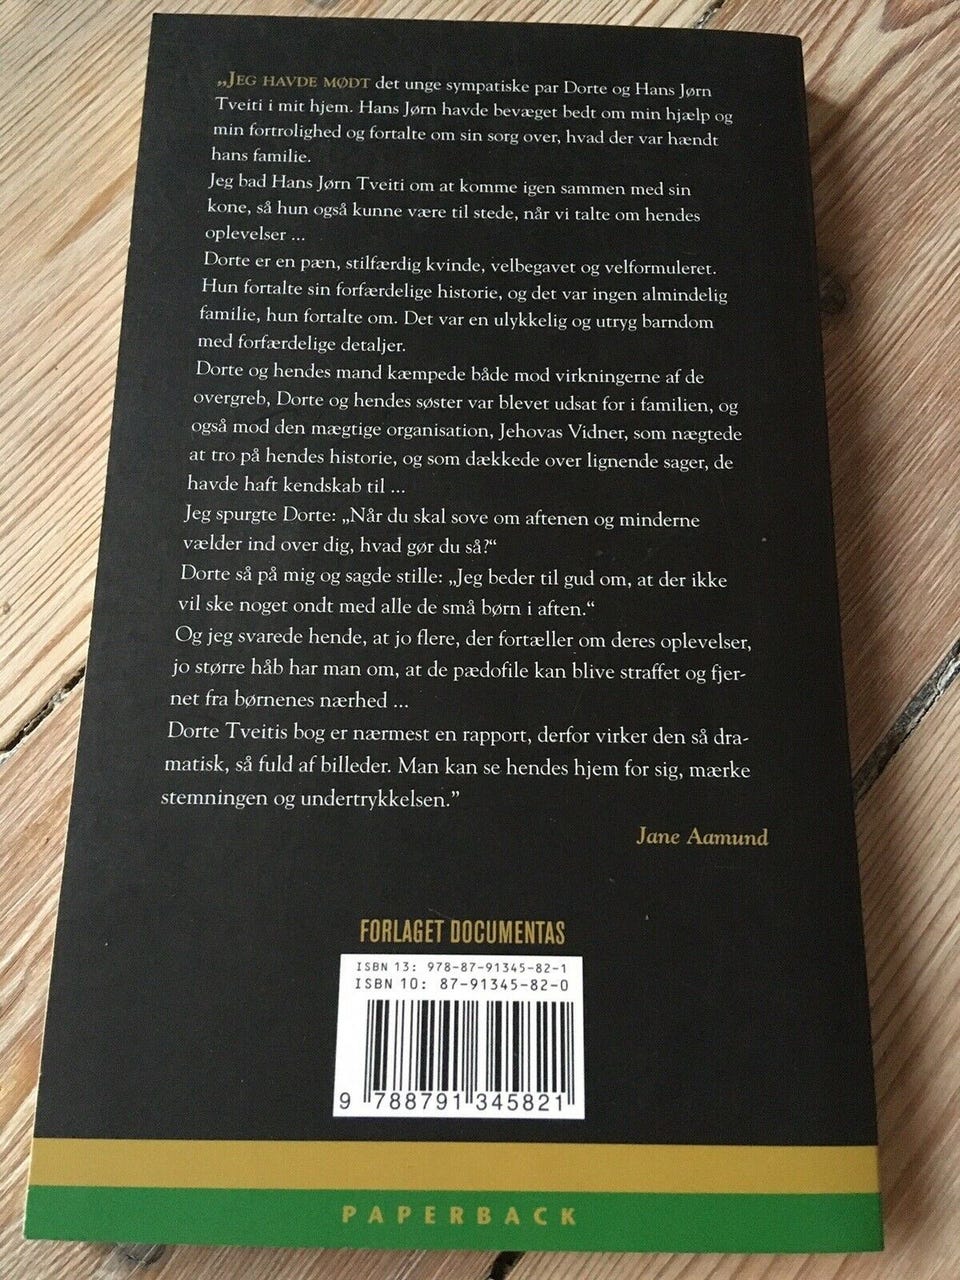 „Jeg havde mødt det unge sympatiske par Dorte og Hans Jørn
Tveiti i mit hjem. Hans Jørn havde bevæget bedt om min hjælp og
min fortrolighed og fortalte om sin sorg over, hvad der var hændt
hans familie.
Jeg bad Hans Jørn Tveiti om at komme igen sammen med sin
kone, så hun også kunne være til stede, når vi talte om hendes
oplevelser ...
Dorte er en pæn, stilfærdig kvinde, velbegavet og velformuleret.
Hun fortalte sin forfærdelige historie, og det var ingen almindelig
familie, hun fortalte om. Det var en ulykkelig og utryg barndom
med forfærdelige detaljer.
Dorte og hendes mand kæmpede både mod virkningerne af de
overgreb, Dorte og hendes søster var blevet udsat for i familien, og
også mod den mægtige organisation, Jehovas Vidner, som nægtede
at tro på hendes historie, og som dækkede over lignende sager, de
havde haft kendskab til ...
Jeg spurgte Dorte: „Når du skal sove om aftenen og minderne
vælder ind over dig, hvad gør du så?“
Dorte så på mig og sagde stille: „Jeg beder til gud om, at der ikke
vil ske noget ondt med alle de små børn i aften.“
Og jeg svarede hende, at jo flere, der fortæller om deres oplevelser,
jo større håb har man om, at de pædofile kan blive straffet og fjer-
net fra børnenes nærhed ...
Dorte Tveitis bog er nærmest en rapport, derfor virker den så dra-
matisk, så fuld af billeder. Man kan se hendes hjem for sig, mærke
stemningen og undertrykkelsen.”
Jane Aamund
FORLAGET DOCUMENTAS
ISBN 13: 978-87-91345-82-1
ISBN 10: 87-91345-82-0
9 788791 345821
PAPERBACK